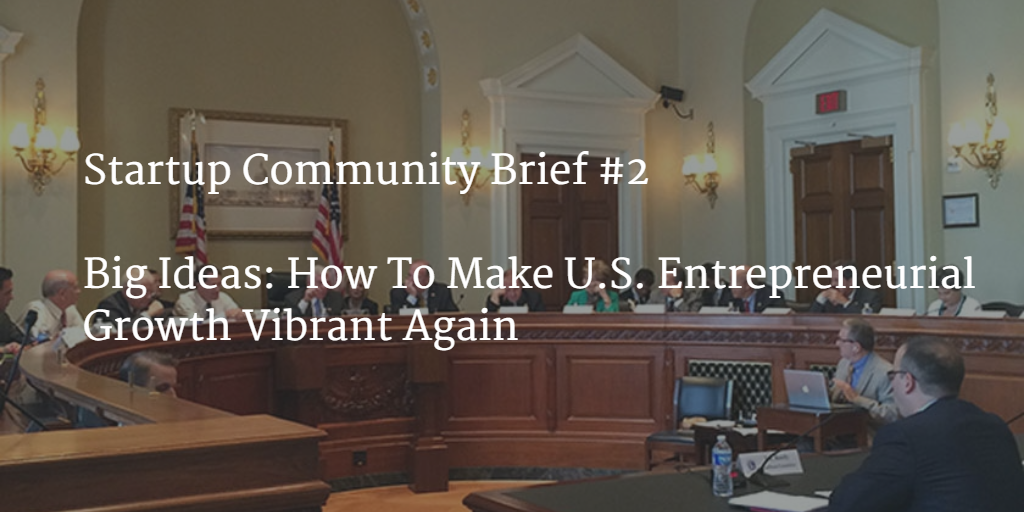 Startup Community Brief #2
Big Ideas: How To Make U.S. Entrepreneurial
Growth Vibrant Again